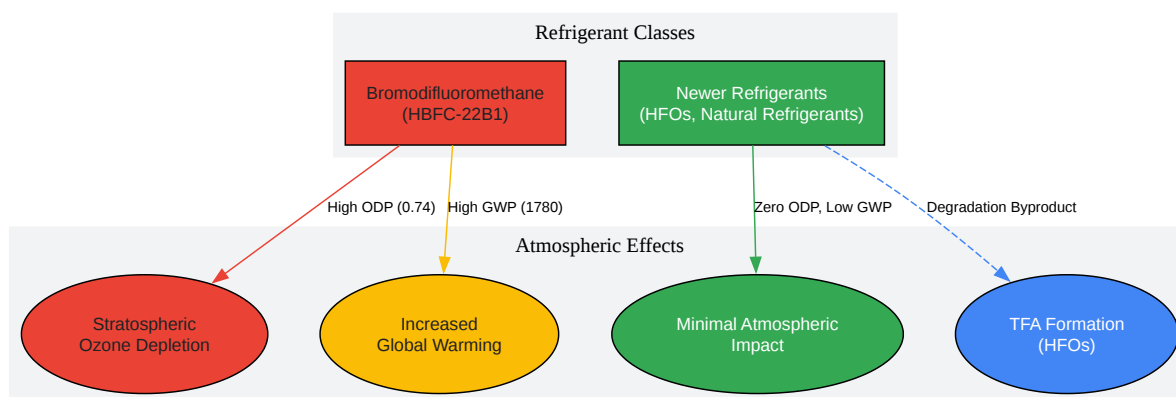 Refrigerant Classes
Bromodifluoromethane
(HBFC-22B1)
Newer Refrigerants
(HFOs, Natural Refrigerants)
High ODP (0.74)
High GWP (1780)
Zero ODP, Low GWP
Degradation Byproduct
Atmospheric Effects
Stratospheric
Ozone Depletion
Increased
Global Warming
Minimal Atmospheric
Impact
TFA Formation
(HFOs)